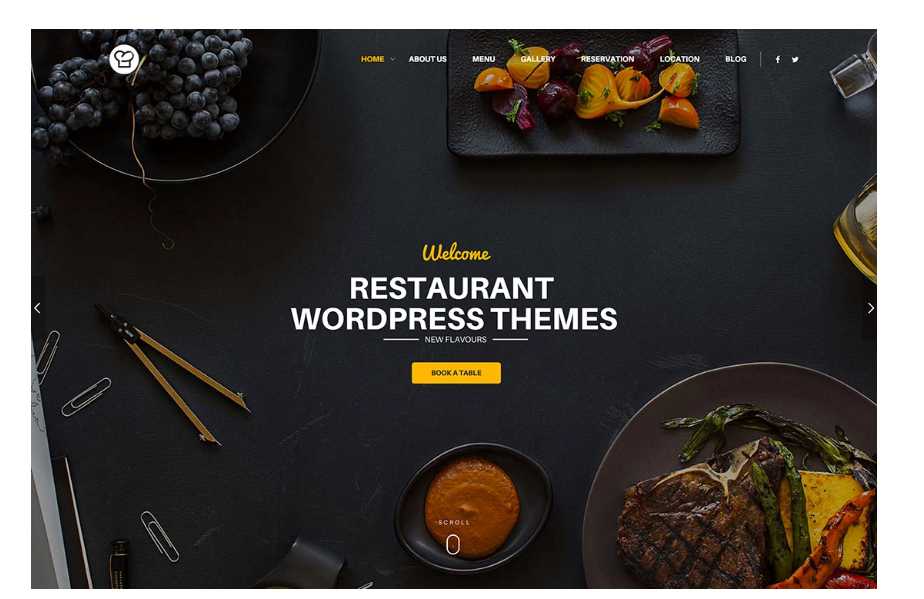 HOME ABOUT US MENU GALLERY RESERVATION LOCATION BLOG
Welcome
RESTAURANT
WORDPRESS THEMES
NEW FLAVOURS
BOOK A TABLE
SCROLL